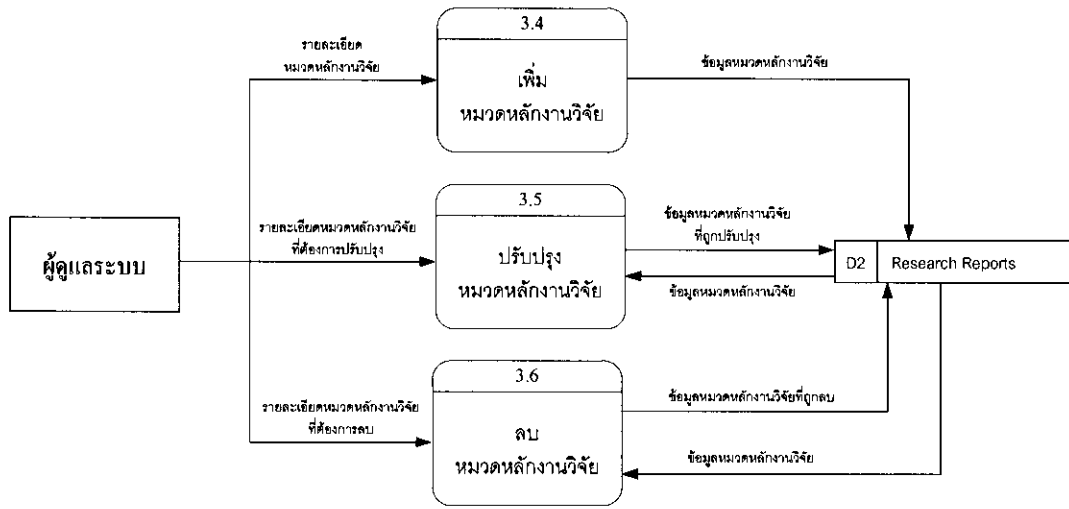 3.4
รายละเอียด
หมวดหลักงานวิจัย
เพิ่ม
หมวดหลักงานวิจัย
ข้อมูลหมวดหลักงานวิจัย
3.5
รายละเอียดหมวดหลักงานวิจัย
ที่ต้องการปรับปรุง
ผู้ดูแลระบบ
ปรับปรุง
หมวดหลักงานวิจัย
ข้อมูลหมวดหลักงานวิจัย
ที่ถูกปรับปรุง
ข้อมูลหมวดหลักงานวิจัย
D2 Research Reports
3.6
รายละเอียดหมวดหลักงานวิจัย
ที่ต้องการลบ
ลบ
หมวดหลักงานวิจัย
ข้อมูลหมวดหลักงานวิจัยที่ถูกลบ
ข้อมูลหมวดหลักงานวิจัย